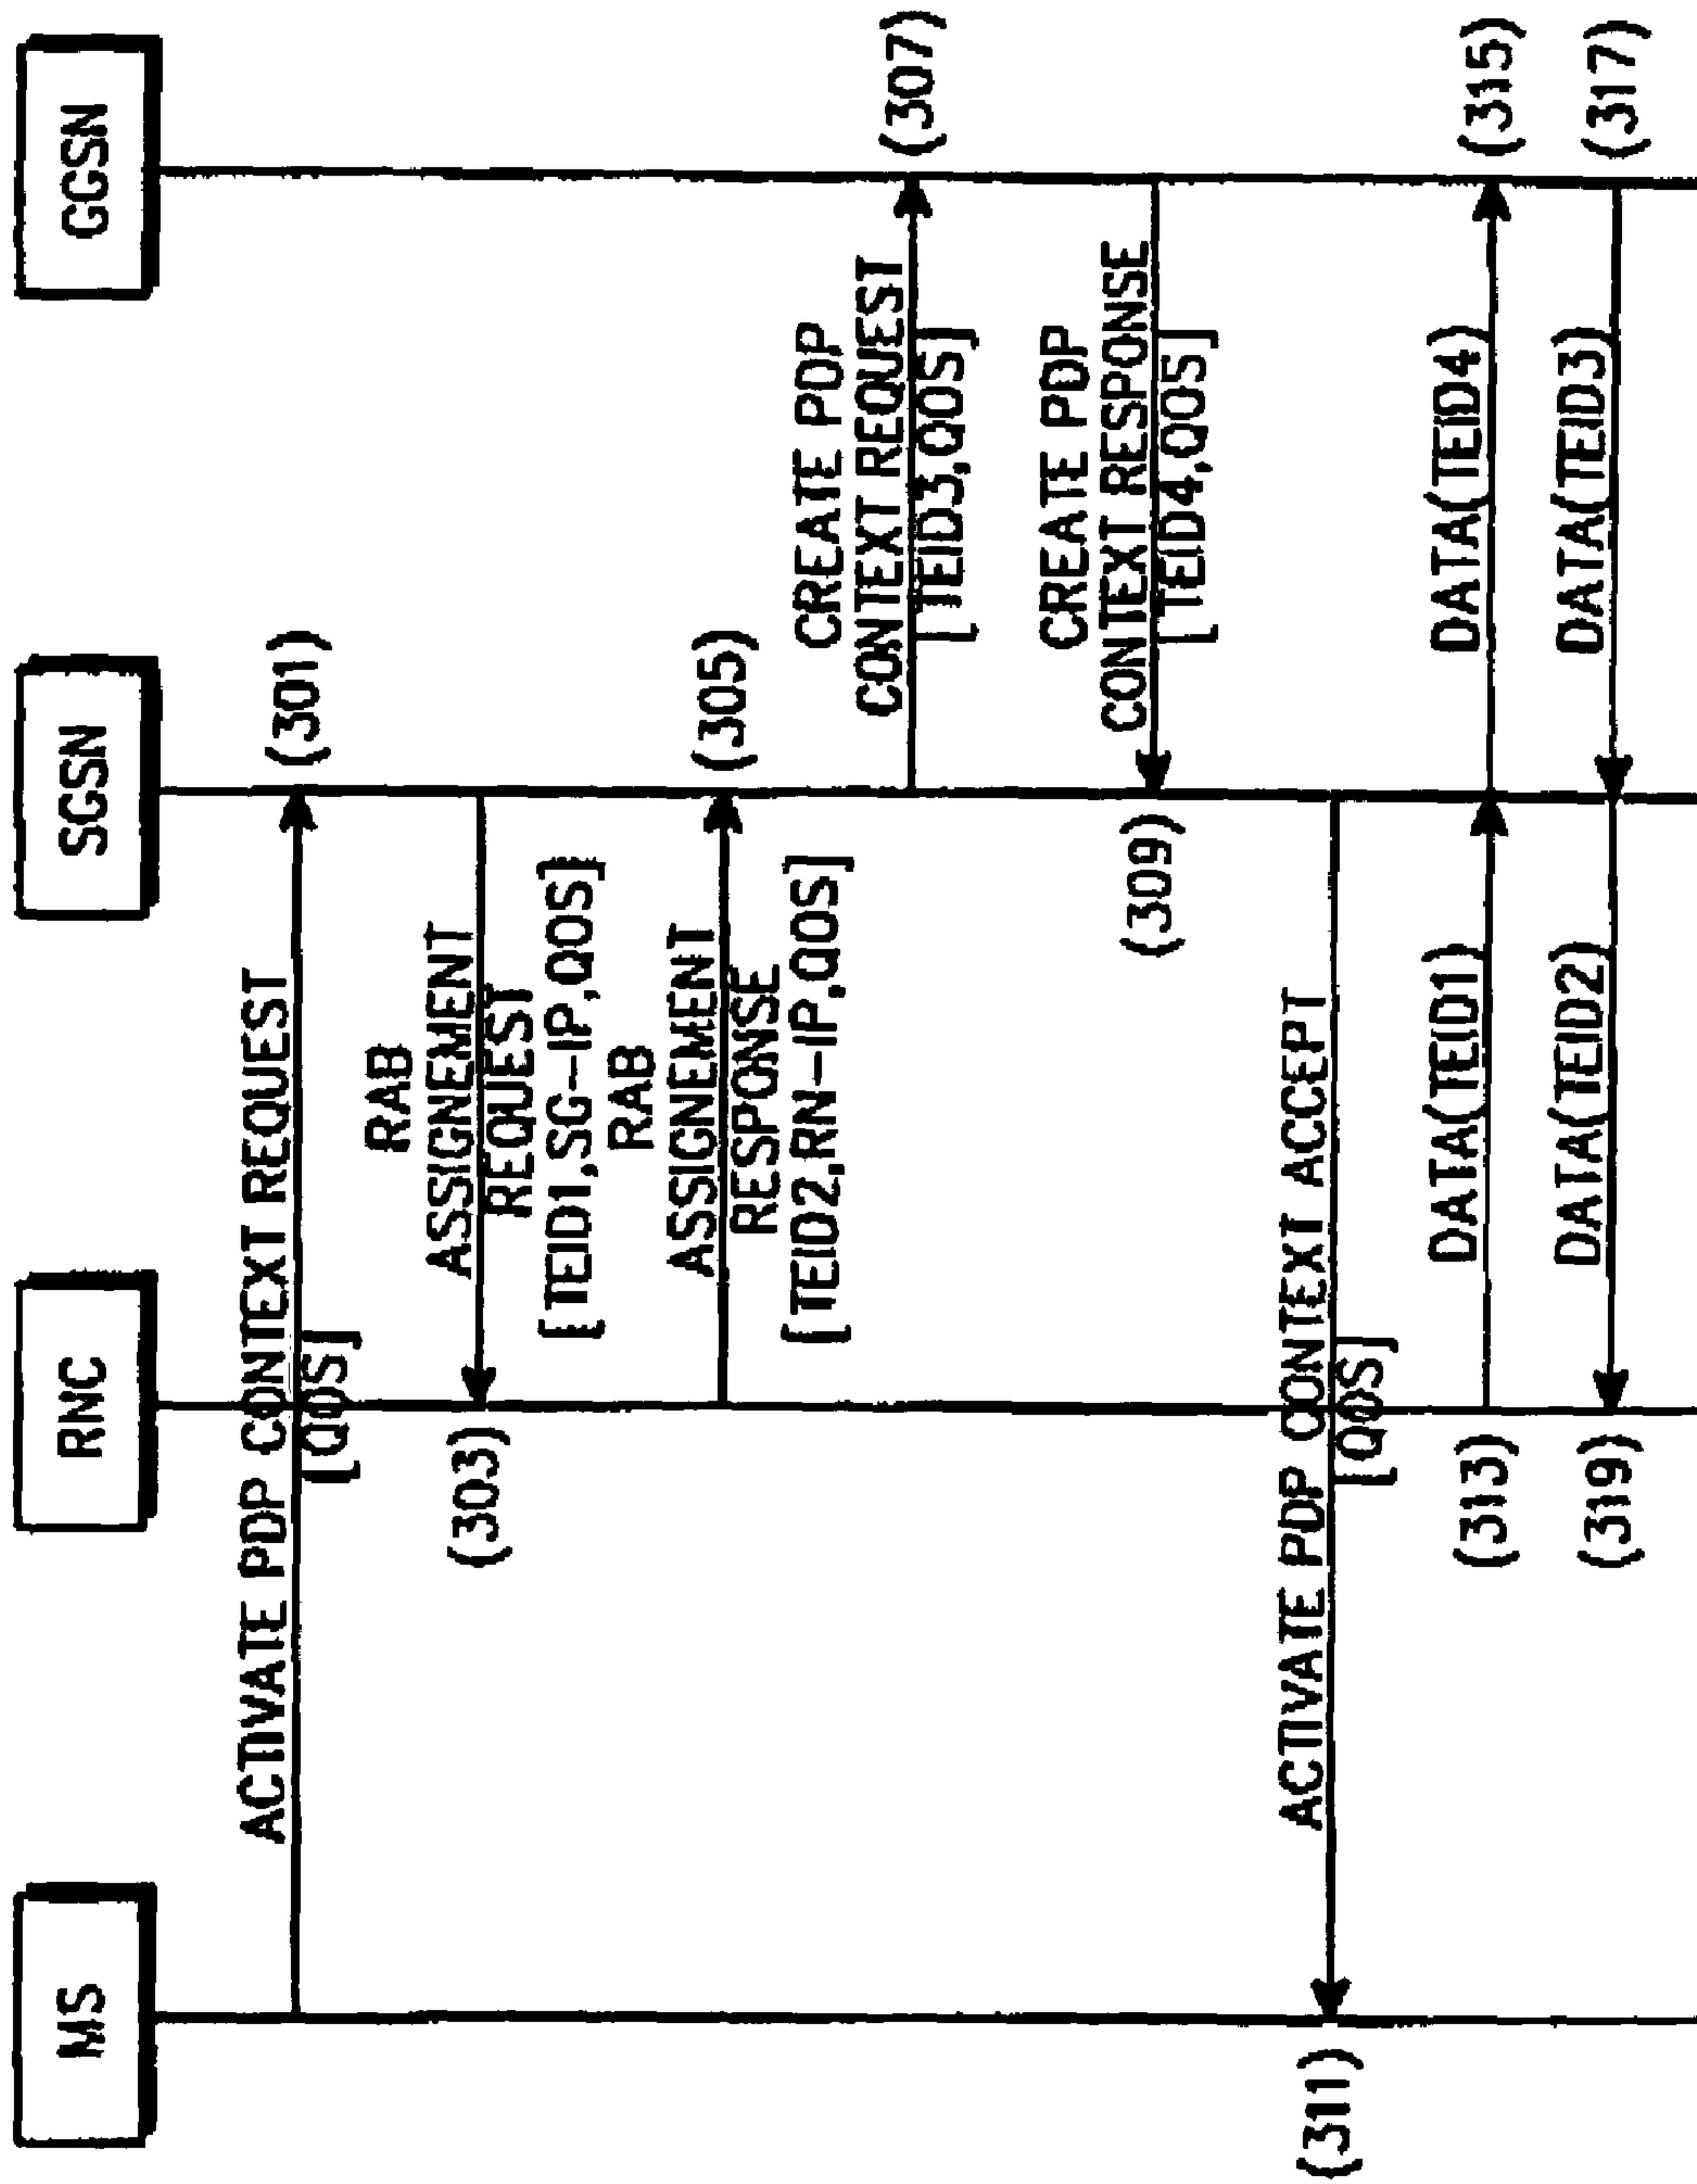 MS
RNC
SGSN
GGSN
ACTIVATE PDP CONTEXT REQUEST
[QOS]
(301)
RAB
ASSIGNEMENT
REQUEST
[TEID1,SG-IP,QOS]
(303)
RAB
ASSIGNEMENT
RESPONSE
[TEID2,RN-IP,QOS]
(305)
CREATE PDP
CONTEXT REQUEST
[TEID3,QOS]
(307)
CREATE PDP
CONTEXT RESPONSE
[TEID4,QOS]
(309)
ACTIVATE PDP CONTEXT ACCEPT
[QOS]
(311)
(313)
DATA(TEID1)
DATA(TEID4)
(315)
(319)
DATA(TEID2)
DATA(TEID3)
(317)